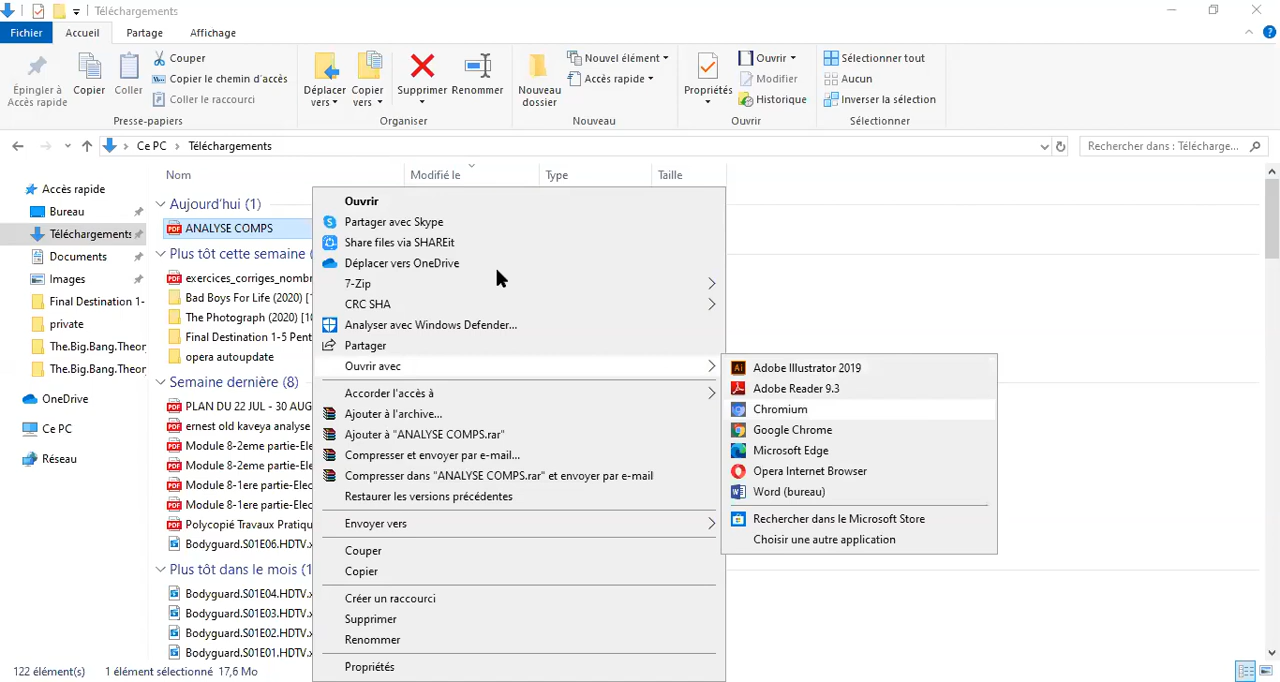 Téléchargements
Fichier Accueil Partage Affichage
Épingler à Accès rapide
Copier
Coller
Couper
Copier le chemin d'accès
Coller le raccourci
Presse-papiers
Déplacer vers
Copier vers
Supprimer
Renommer
Organiser
Nouveau dossier
Nouvel élément
Accès rapide
Nouveau
Propriétés
Ouvrir
Modifier
Historique
Ouvrir
Sélectionner tout
Aucun
Inverser la sélection
Sélectionner
Ce PC > Téléchargements
Rechercher dans : Télécharge...
Nom Modifié le Type Taille
Accès rapide
Bureau
Téléchargements
Documents
Images
Final Destination 1-
private
The.Big.Bang.Theory
The.Big.Bang.Theory
OneDrive
Ce PC
Réseau
Aujourd'hui (1)
ANALYSE COMPS
Plus tôt cette semaine (
exercices_corriges_nombr
Bad Boys For Life (2020) [1
The Photograph (2020) [18
Final Destination 1-5 Pent
opera autoupdate
Semaine dernière (8)
PLAN DU 22 JUL - 30 AUG
ernest old kaveya analyse
Module 8-2eme partie-Elec
Module 8-2eme partie-Elec
Module 8-1ere partie-Elec
Module 8-1ere partie-Elec
Polycopié Travaux Pratiqu
Bodyguard.S01E06.HDTV.x
Plus tôt dans le mois (1
Bodyguard.S01E04.HDTV.x
Bodyguard.S01E03.HDTV.x
Bodyguard.S01E02.HDTV.x
Bodyguard.S01E01.HDTV.x
Ouvrir
Partager avec Skype
Share files via SHAREit
Déplacer vers OneDrive
7-Zip
CRC SHA
Analyser avec Windows Defender...
Partager
Ouvrir avec
Accorder l'accès à
Ajouter à l'archive...
Ajouter à "ANALYSE COMPS.rar"
Compresser et envoyer par e-mail...
Compresser dans "ANALYSE COMPS.rar" et envoyer par e-mail
Restaurer les versions précédentes
Envoyer vers
Couper
Copier
Créer un raccourci
Supprimer
Renommer
Propriétés
Adobe Illustrator 2019
Adobe Reader 9.3
Chromium
Google Chrome
Microsoft Edge
Opera Internet Browser
Word (bureau)
Rechercher dans le Microsoft Store
Choisir une autre application
122 élément(s) 1 élément sélectionné 17,6 Mo